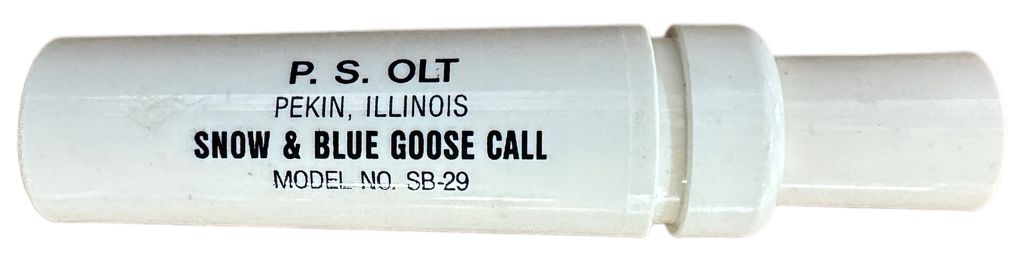 P. S. OLT
PEKIN, ILLINOIS
SNOW & BLUE GOOSE CALL
MODEL NO. SB-29